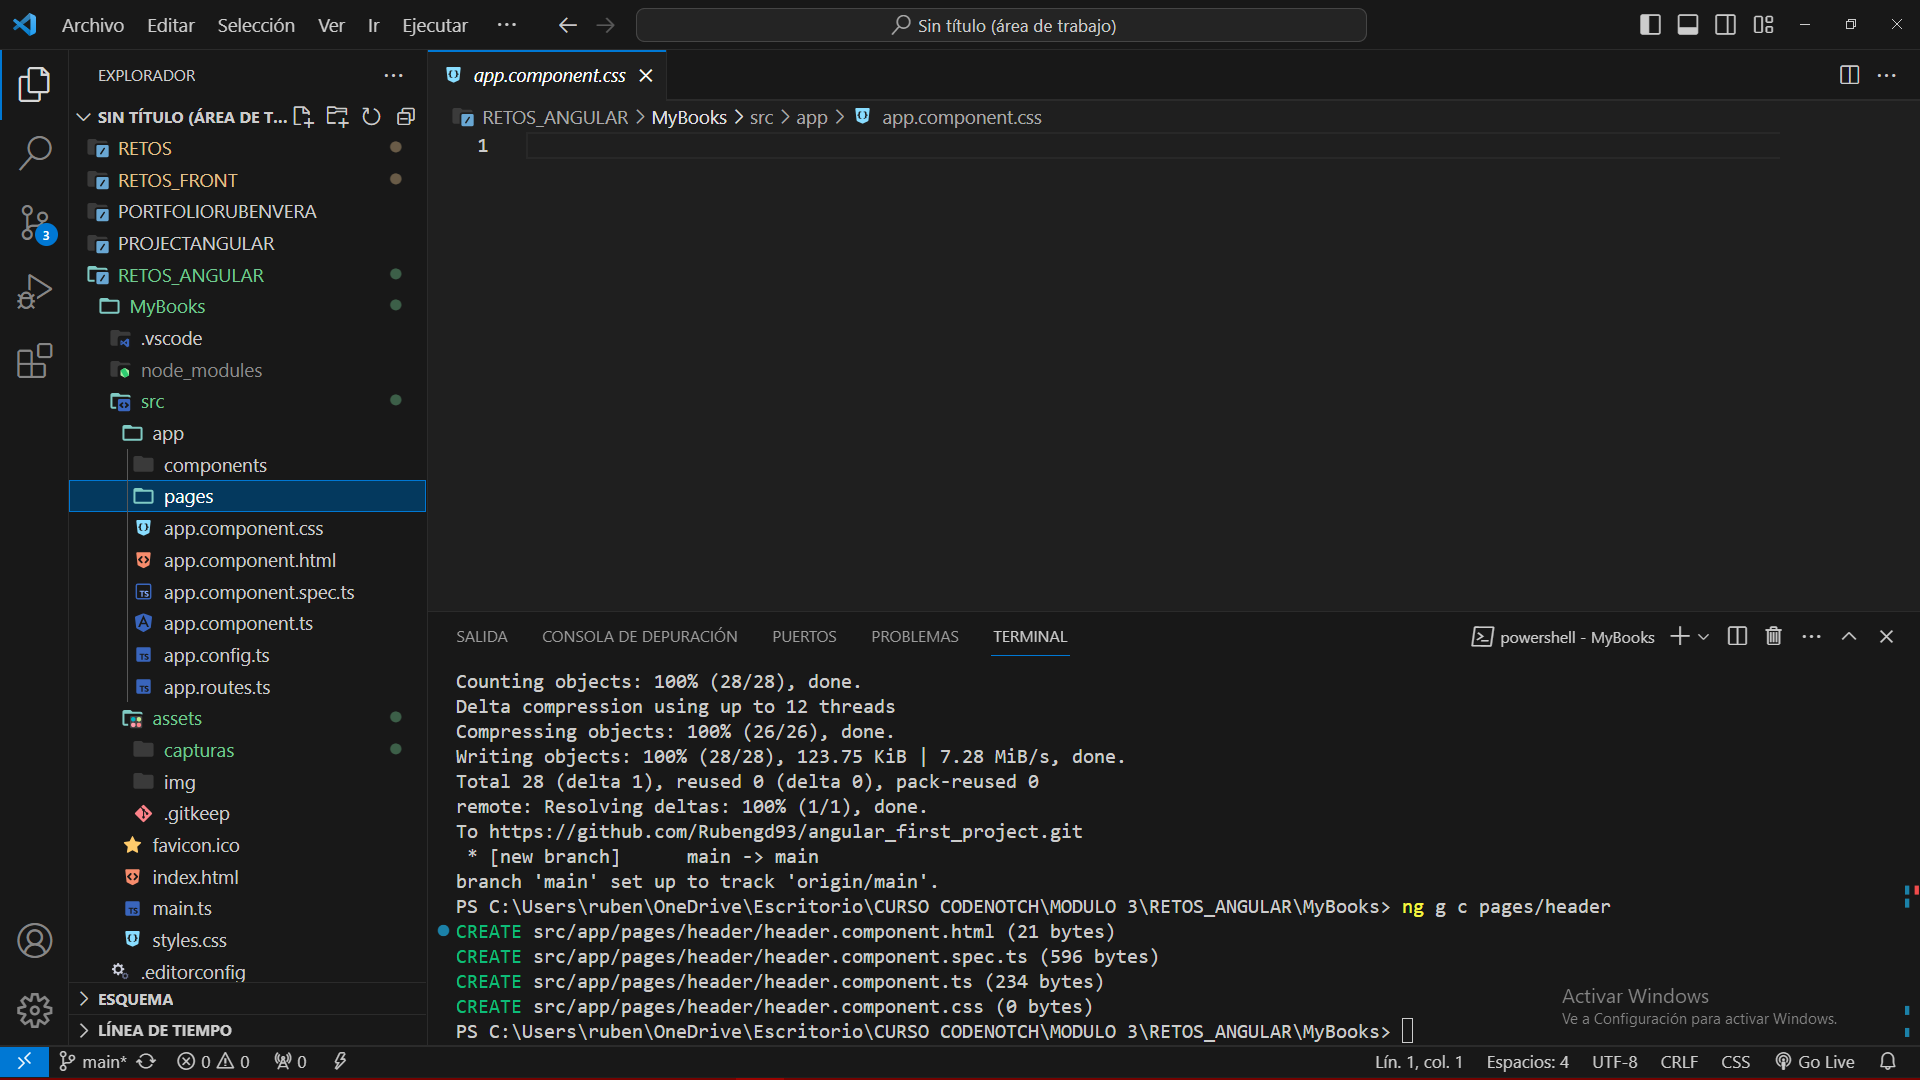 Archivo Editar Selección Ver Ir Ejecutar ··· Sin título (área de trabajo)
EXPLORADOR
SIN TÍTULO (ÁREA DE T...
RETOS
RETOS_FRONT
PORTFOLIORUBENVERA
PROJECTANGULAR
RETOS_ANGULAR
MyBooks
.vscode
node_modules
src
app
components
pages
app.component.css
app.component.html
app.component.spec.ts
app.component.ts
app.config.ts
app.routes.ts
assets
capturas
img
.gitkeep
favicon.ico
index.html
main.ts
styles.css
.editorconfig
ESQUEMA
LÍNEA DE TIEMPO
3
app.component.css
RETOS_ANGULAR > MyBooks > src > app > app.component.css
1
SALIDA CONSOLA DE DEPURACIÓN PUERTOS PROBLEMAS TERMINAL powershell - MyBooks
Counting objects: 100% (28/28), done.
Delta compression using up to 12 threads
Compressing objects: 100% (26/26), done.
Writing objects: 100% (28/28), 123.75 KiB | 7.28 MiB/s, done.
Total 28 (delta 1), reused 0 (delta 0), pack-reused 0
remote: Resolving deltas: 100% (1/1), done.
To https://github.com/Rubengd93/angular_first_project.git
* [new branch]      main -> main
branch 'main' set up to track 'origin/main'.
PS C:\Users\ruben\OneDrive\Escritorio\CURSO CODENOTCH\MODULO 3\RETOS_ANGULAR\MyBooks> ng g c pages/header
CREATE src/app/pages/header/header.component.html (21 bytes)
CREATE src/app/pages/header/header.component.spec.ts (596 bytes)
CREATE src/app/pages/header/header.component.ts (234 bytes)
CREATE src/app/pages/header/header.component.css (0 bytes)
PS C:\Users\ruben\OneDrive\Escritorio\CURSO CODENOTCH\MODULO 3\RETOS_ANGULAR\MyBooks>
Activar Windows
Ve a Configuración para activar Windows.
main* 0 0 0 Lín. 1, col. 1 Espacios: 4 UTF-8 CRLF CSS Go Live